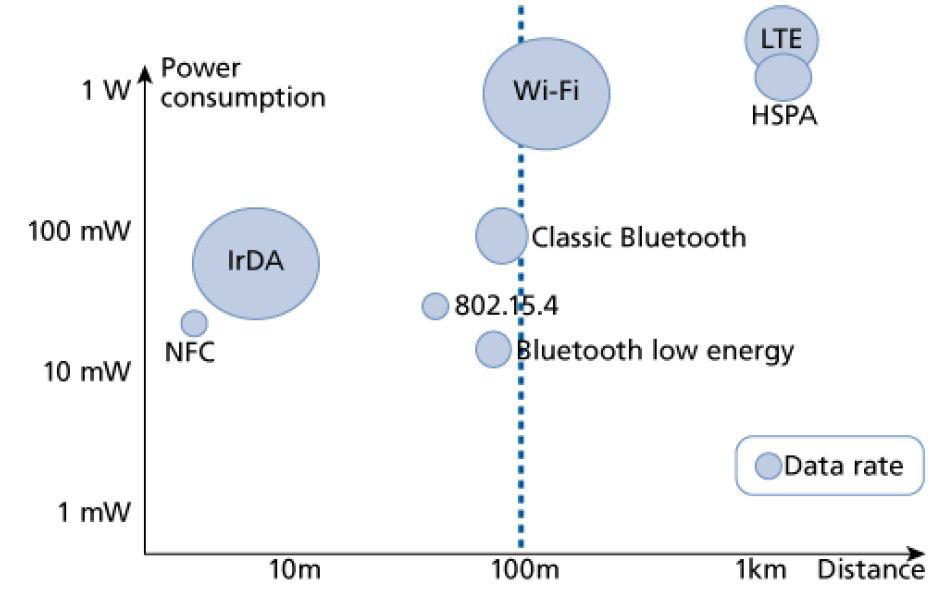 LTE
Power
consumption
1 W
Wi-Fi
HSPA
100 mW
Classic Bluetooth
IrDA
802.15.4
NFC
Bluetooth low energy
10 mW
Data rate
1 mW
10m
100m
1km
Distance